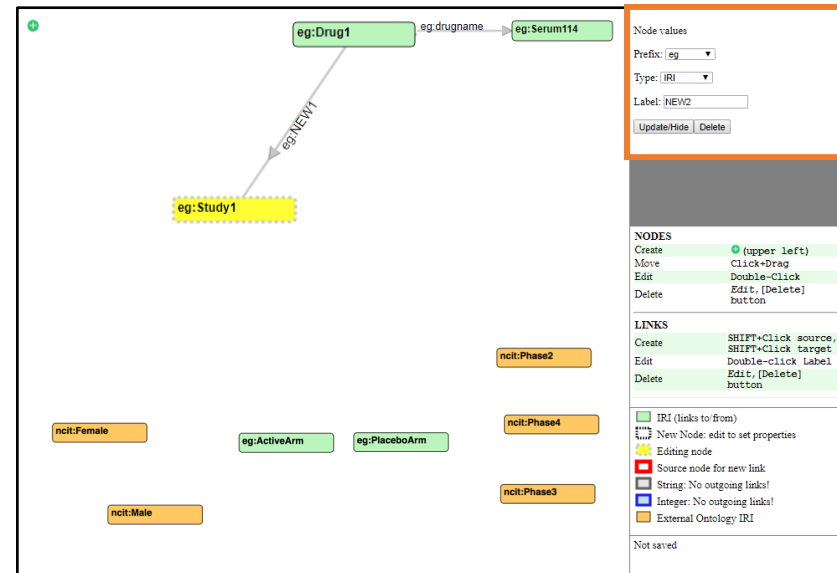 eg:Drug1
eg:drugname
eg:Serum114
eg:NEW1
eg:Study1
ncit:Phase2
ncit:Female
eg:ActiveArm
eg:PlaceboArm
ncit:Phase4
ncit:Phase3
ncit:Male
Node values
Prefix: eg
Type: IRI
Label: NEW2
Update/Hide Delete
NODES
Create (upper left)
Move Click+Drag
Edit Double-Click
Delete Edit,[Delete]
button
LINKS
Create SHIFT+Click source,
SHIFT+Click target
Edit Double-click Label
Delete Edit,[Delete]
button
IRI (links to/from)
New Node: edit to set properties
Editing node
Source node for new link
String: No outgoing links!
Integer: No outgoing links!
External Ontology IRI
Not saved